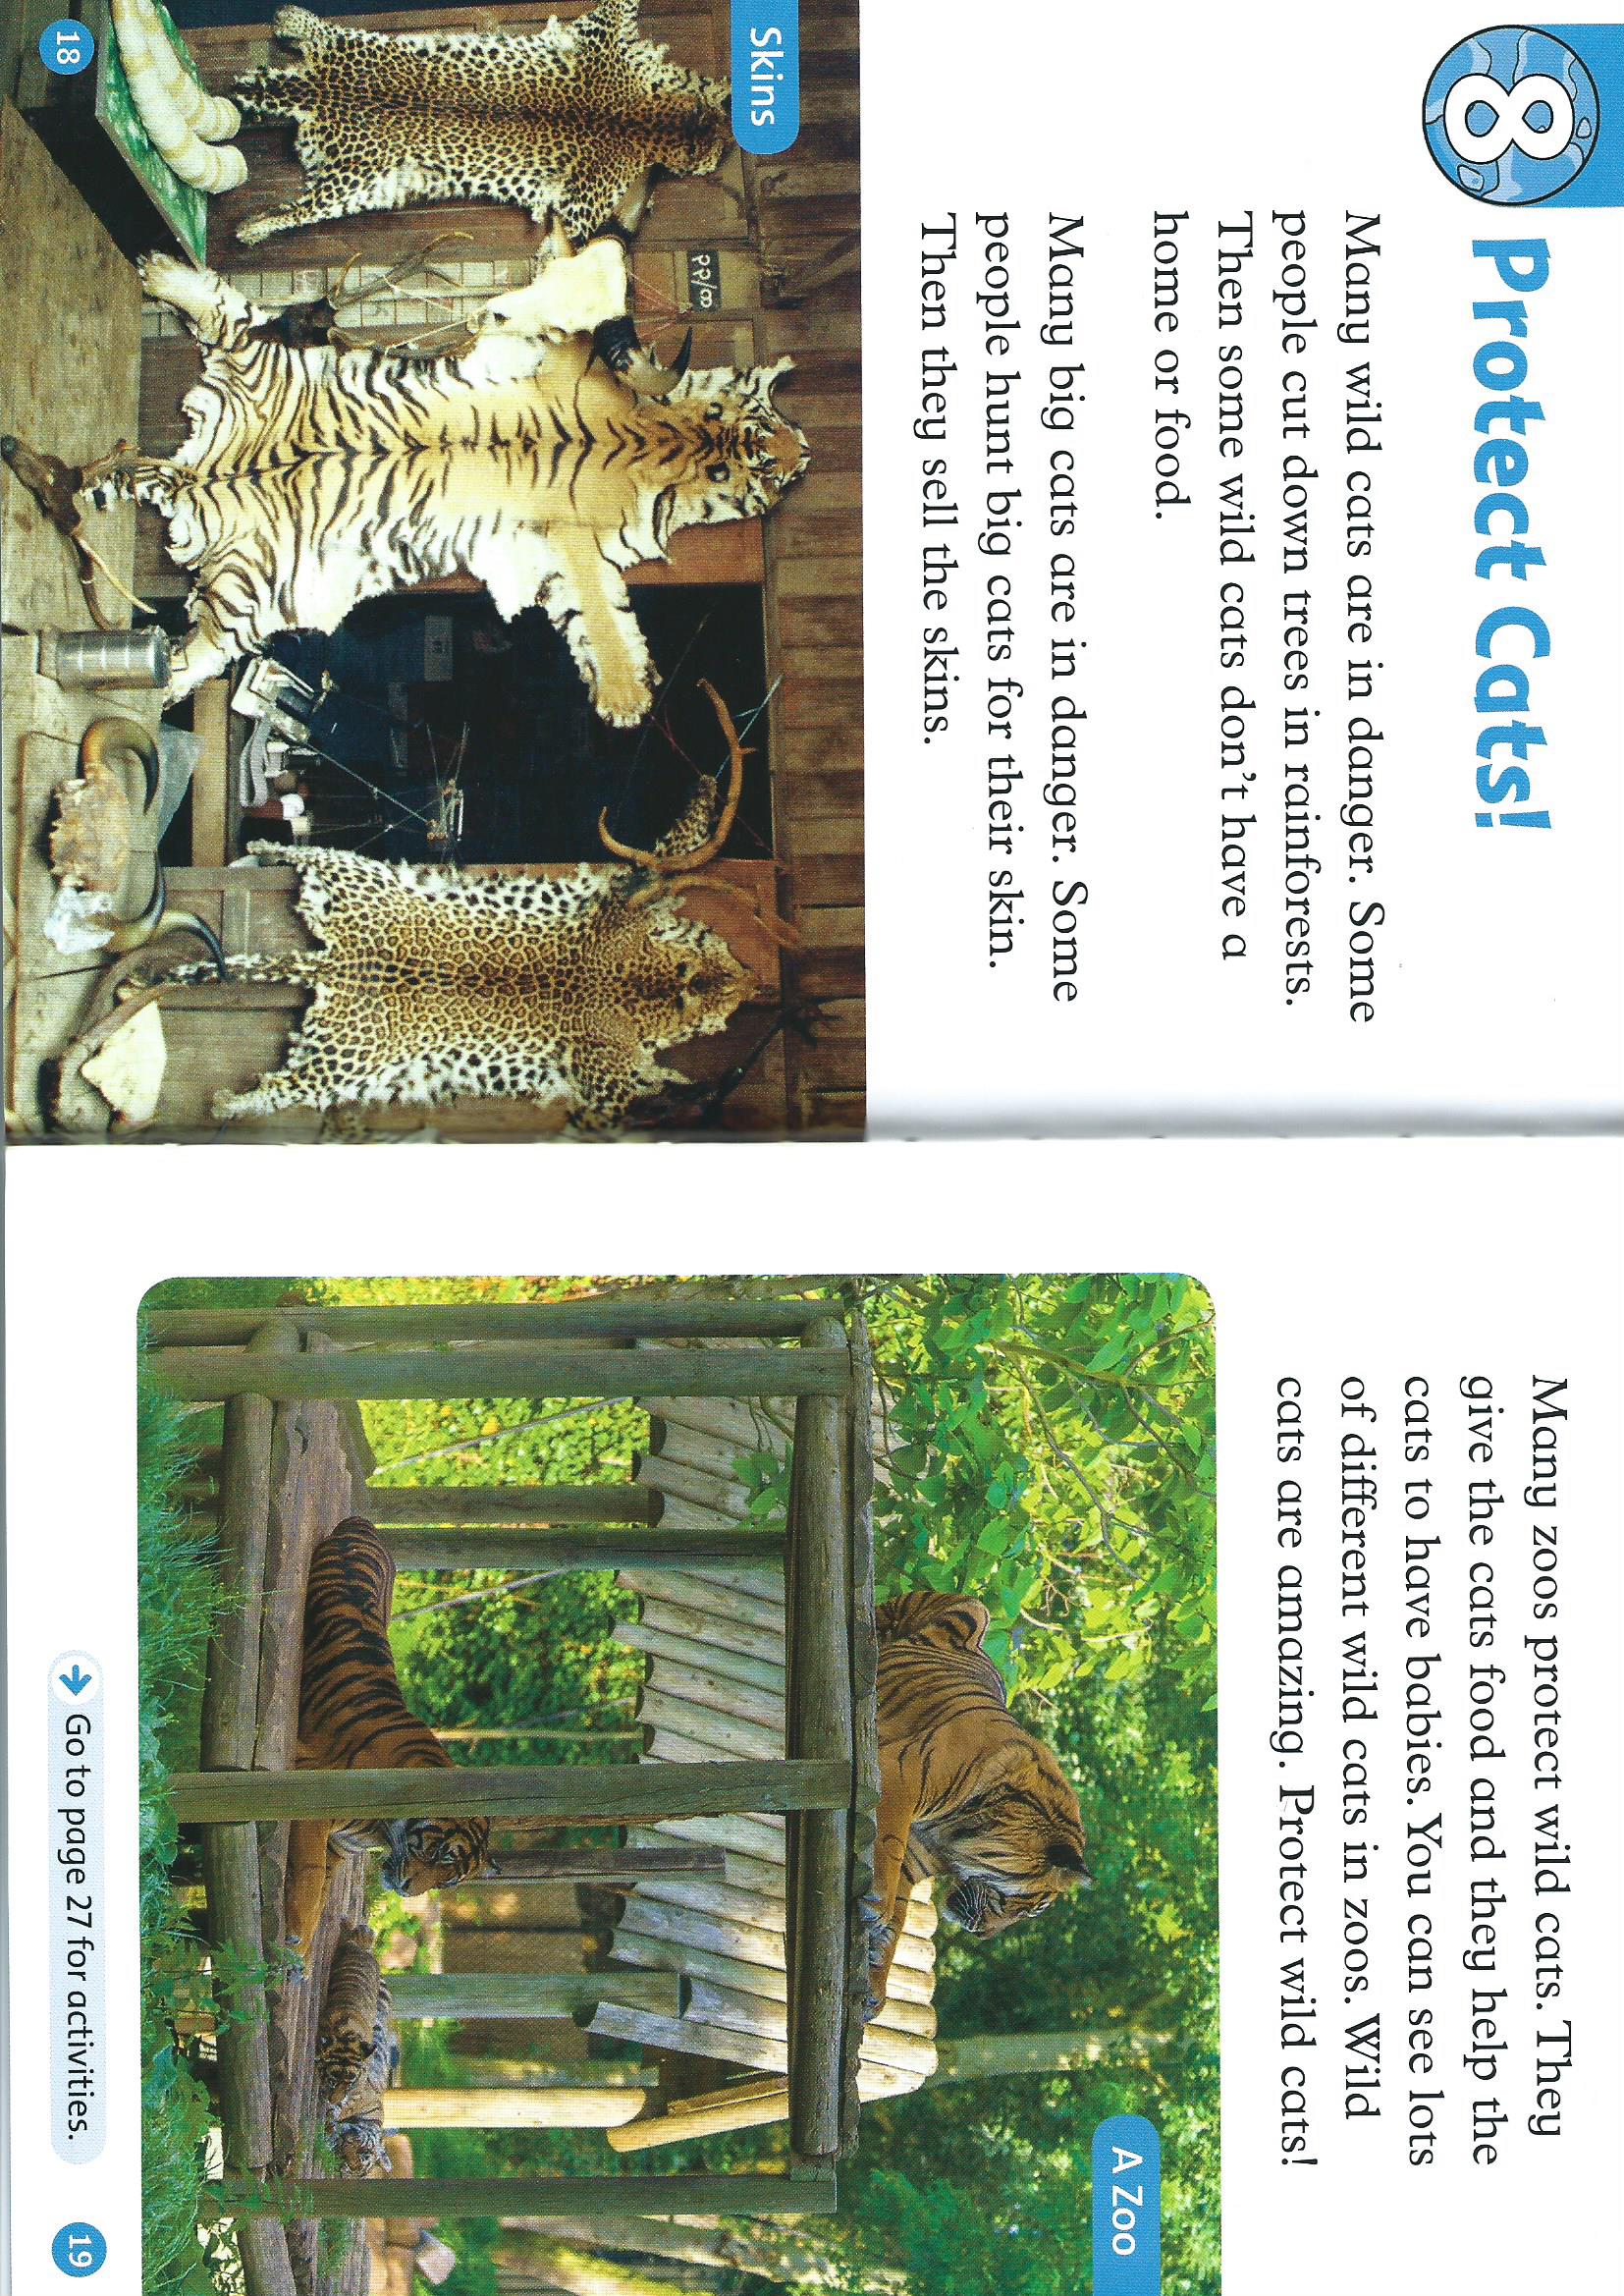 8
Protect Cats!
Many wild cats are in danger. Some
people cut down trees in rainforests.
Then some wild cats don't have a
home or food.
Many big cats are in danger. Some
people hunt big cats for their skin.
Then they sell the skins.
Skins
18
Many zoos protect wild cats. They
give the cats food and they help the
cats to have babies. You can see lots
of different wild cats in zoos. Wild
cats are amazing. Protect wild cats!
A Zoo
→ Go to page 27 for activities.
19